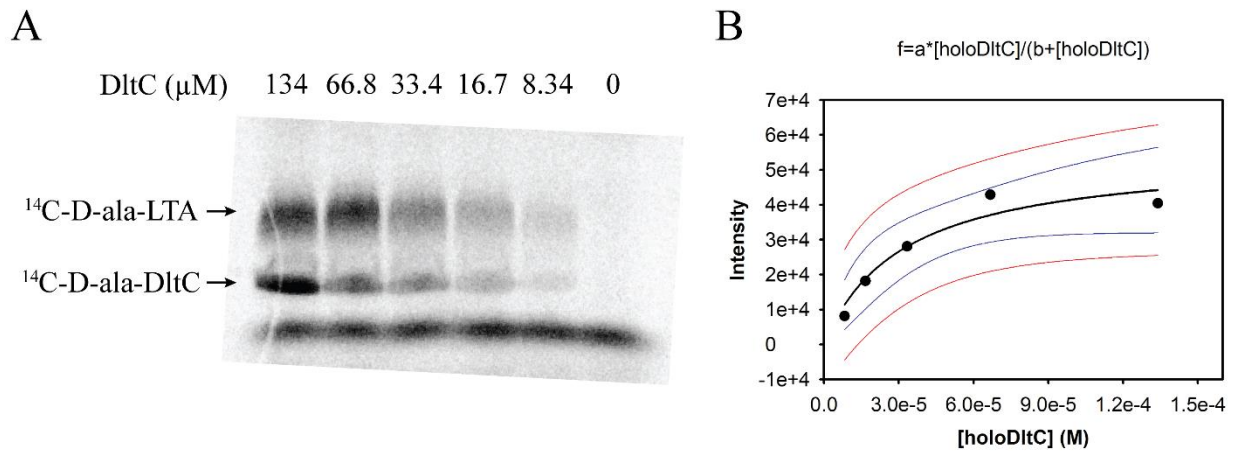 A
DltC (μM) 134 66.8 33.4 16.7 8.34 0
¹⁴C-D-ala-LTA
¹⁴C-D-ala-DltC
B
f=a*[holoDltC]/(b+[holoDltC])
7e+4
6e+4
5e+4
4e+4
3e+4
2e+4
1e+4
0
-1e+4
Intensity
0.0 3.0e-5 6.0e-5 9.0e-5 1.2e-4 1.5e-4
[holoDltC] (M)